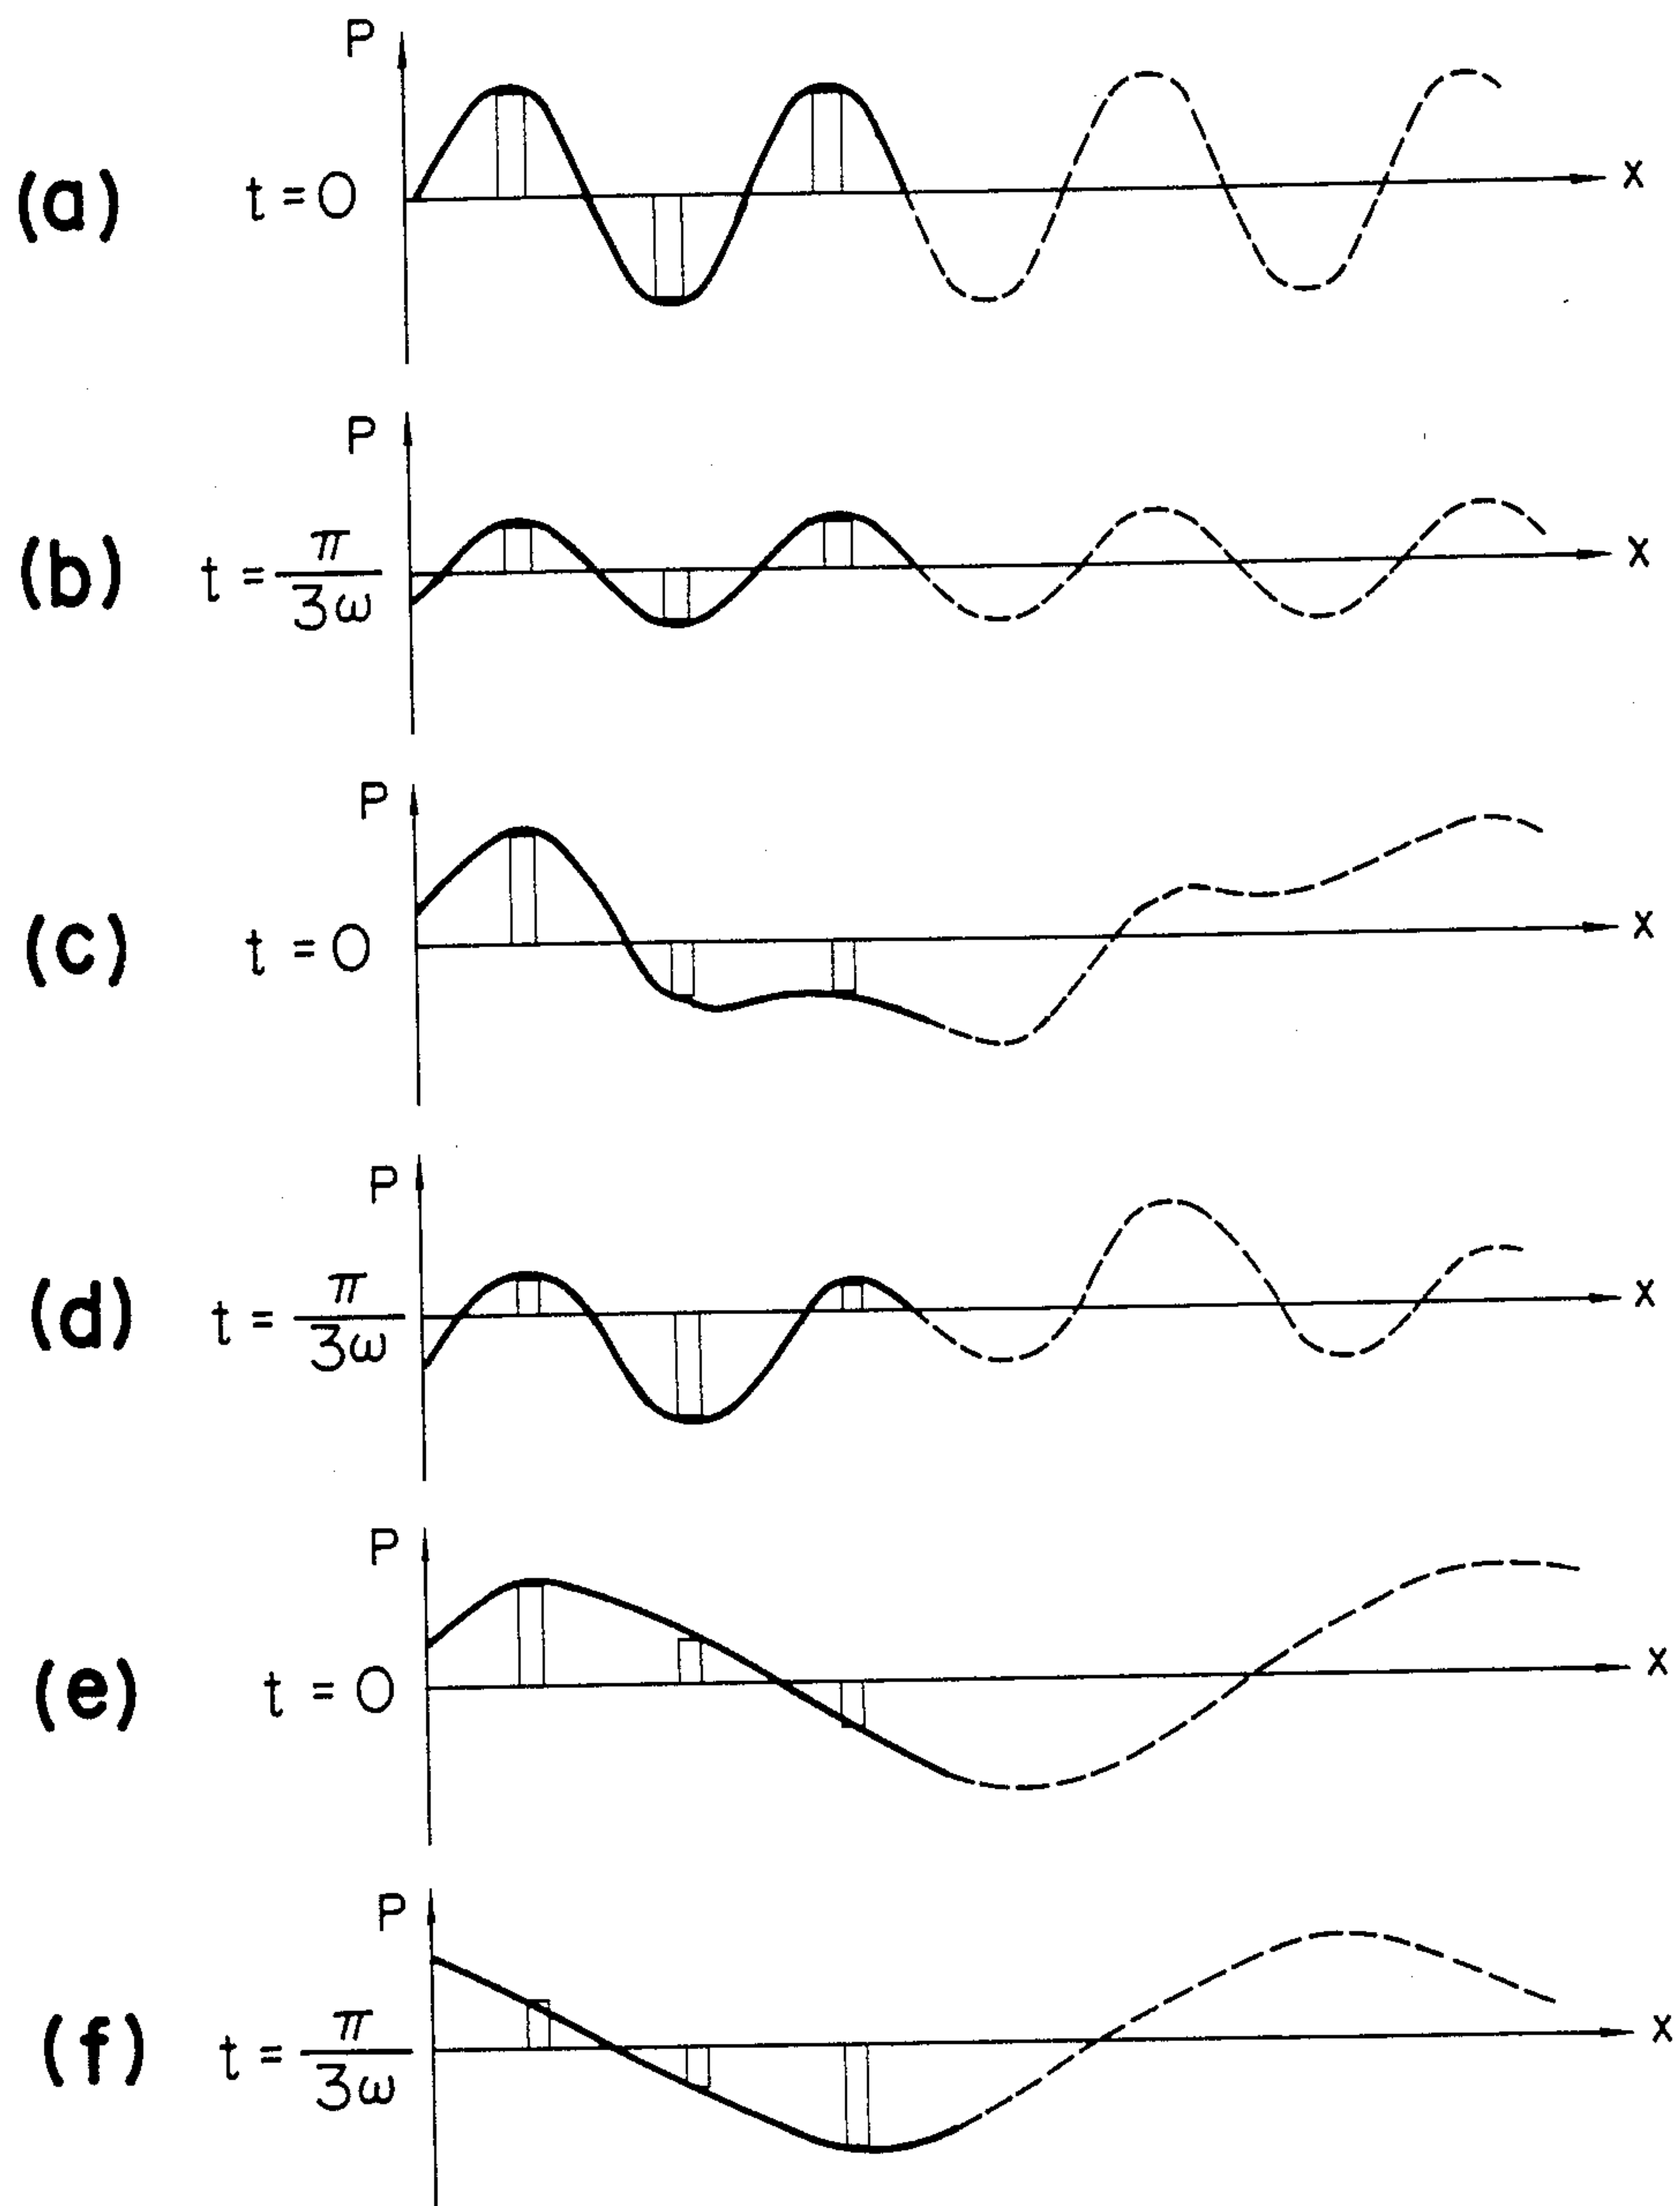 P
(a) t = 0 x
P
(b) t = π/3ω x
P
(c) t = 0 x
P
(d) t = π/3ω x
P
(e) t = 0 x
P
(f) t = π/3ω x